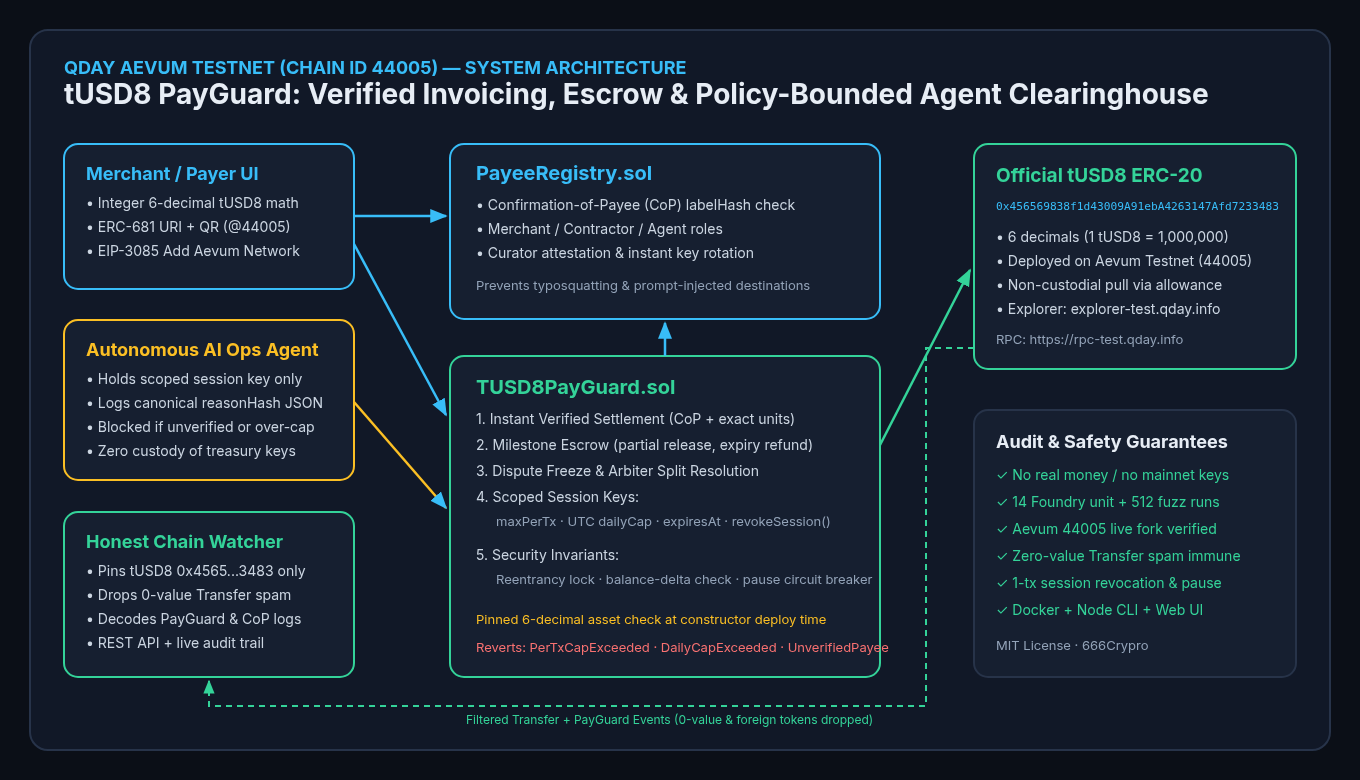 QDAY AEVUM TESTNET (CHAIN ID 44005) — SYSTEM ARCHITECTURE
tUSD8 PayGuard: Verified Invoicing, Escrow & Policy-Bounded Agent Clearinghouse
Merchant / Payer UI
• Integer 6-decimal tUSD8 math
• ERC-681 URI + QR (@44005)
• EIP-3085 Add Aevum Network
Autonomous AI Ops Agent
• Holds scoped session key only
• Logs canonical reasonHash JSON
• Blocked if unverified or over-cap
• Zero custody of treasury keys
Honest Chain Watcher
• Pins tUSD8 0x4565...3483 only
• Drops 0-value Transfer spam
• Decodes PayGuard & CoP logs
• REST API + live audit trail
PayeeRegistry.sol
• Confirmation-of-Payee (CoP) labelHash check
• Merchant / Contractor / Agent roles
• Curator attestation & instant key rotation
Prevents typosquatting & prompt-injected destinations
TUSD8PayGuard.sol
1. Instant Verified Settlement (CoP + exact units)
2. Milestone Escrow (partial release, expiry refund)
3. Dispute Freeze & Arbiter Split Resolution
4. Scoped Session Keys:
maxPerTx · UTC dailyCap · expiresAt · revokeSession()
5. Security Invariants:
Reentrancy lock · balance-delta check · pause circuit breaker
Pinned 6-decimal asset check at constructor deploy time
Reverts: PerTxCapExceeded · DailyCapExceeded · UnverifiedPayee
Official tUSD8 ERC-20
0x456569838f1d43009A91ebA4263147Afd7233483
• 6 decimals (1 tUSD8 = 1,000,000)
• Deployed on Aevum Testnet (44005)
• Non-custodial pull via allowance
• Explorer: explorer-test.qday.info
RPC: https://rpc-test.qday.info
Audit & Safety Guarantees
✓ No real money / no mainnet keys
✓ 14 Foundry unit + 512 fuzz runs
✓ Aevum 44005 live fork verified
✓ Zero-value Transfer spam immune
✓ 1-tx session revocation & pause
✓ Docker + Node CLI + Web UI
MIT License · 666Crypro
Filtered Transfer + PayGuard Events (0-value & foreign tokens dropped)